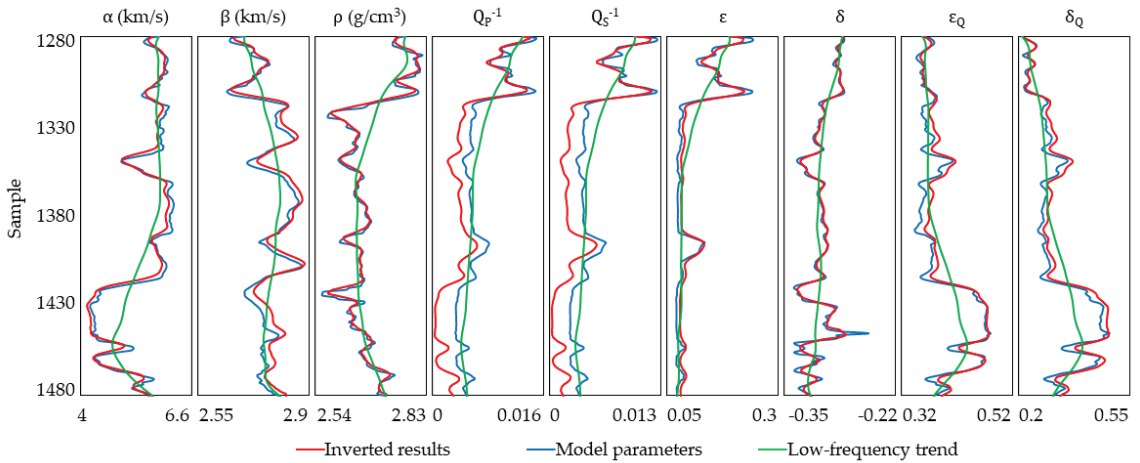 α (km/s) β (km/s) ρ (g/cm³) Qₚ⁻¹ Qₛ⁻¹ ε δ ε_Q δ_Q
1280
1330
1380
1430
1480
Sample
4 6.6 2.55 2.9 2.54 2.83 0 0.016 0 0.013 0.05 0.3 -0.35 -0.22 0.32 0.52 0.2 0.55
Inverted results Model parameters Low-frequency trend